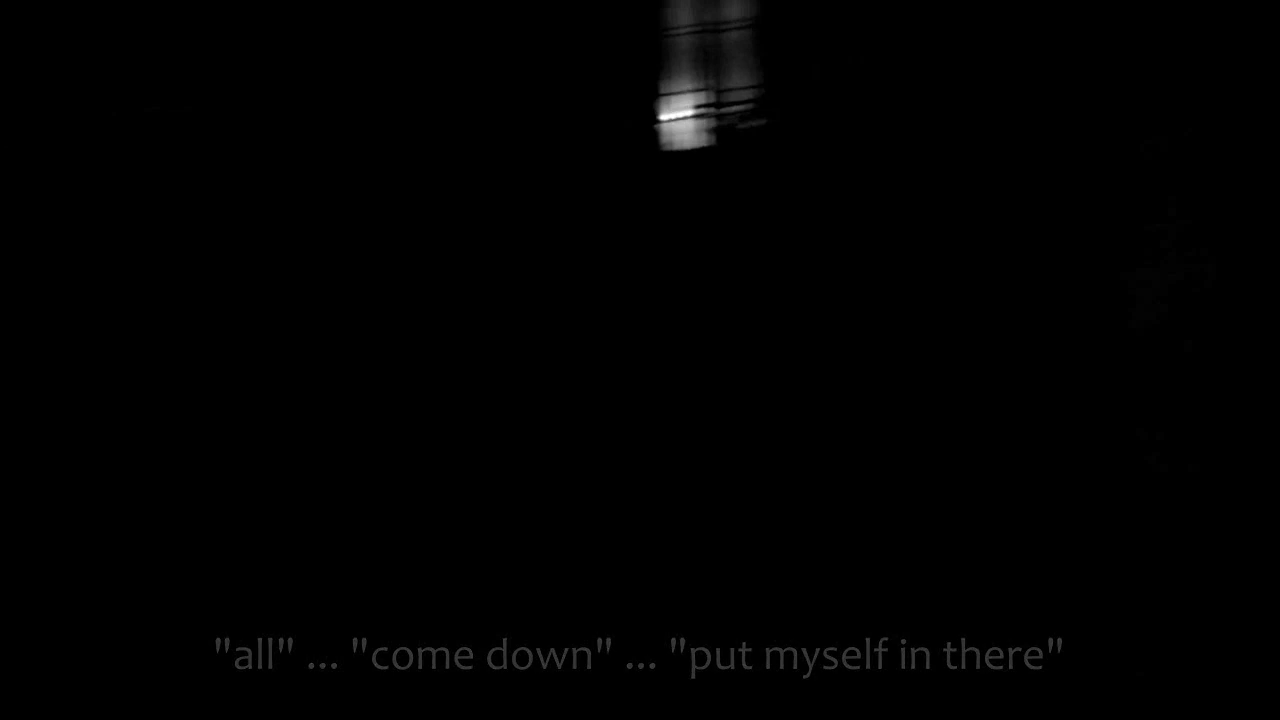 "all" ... "come down" ... "put myself in there"